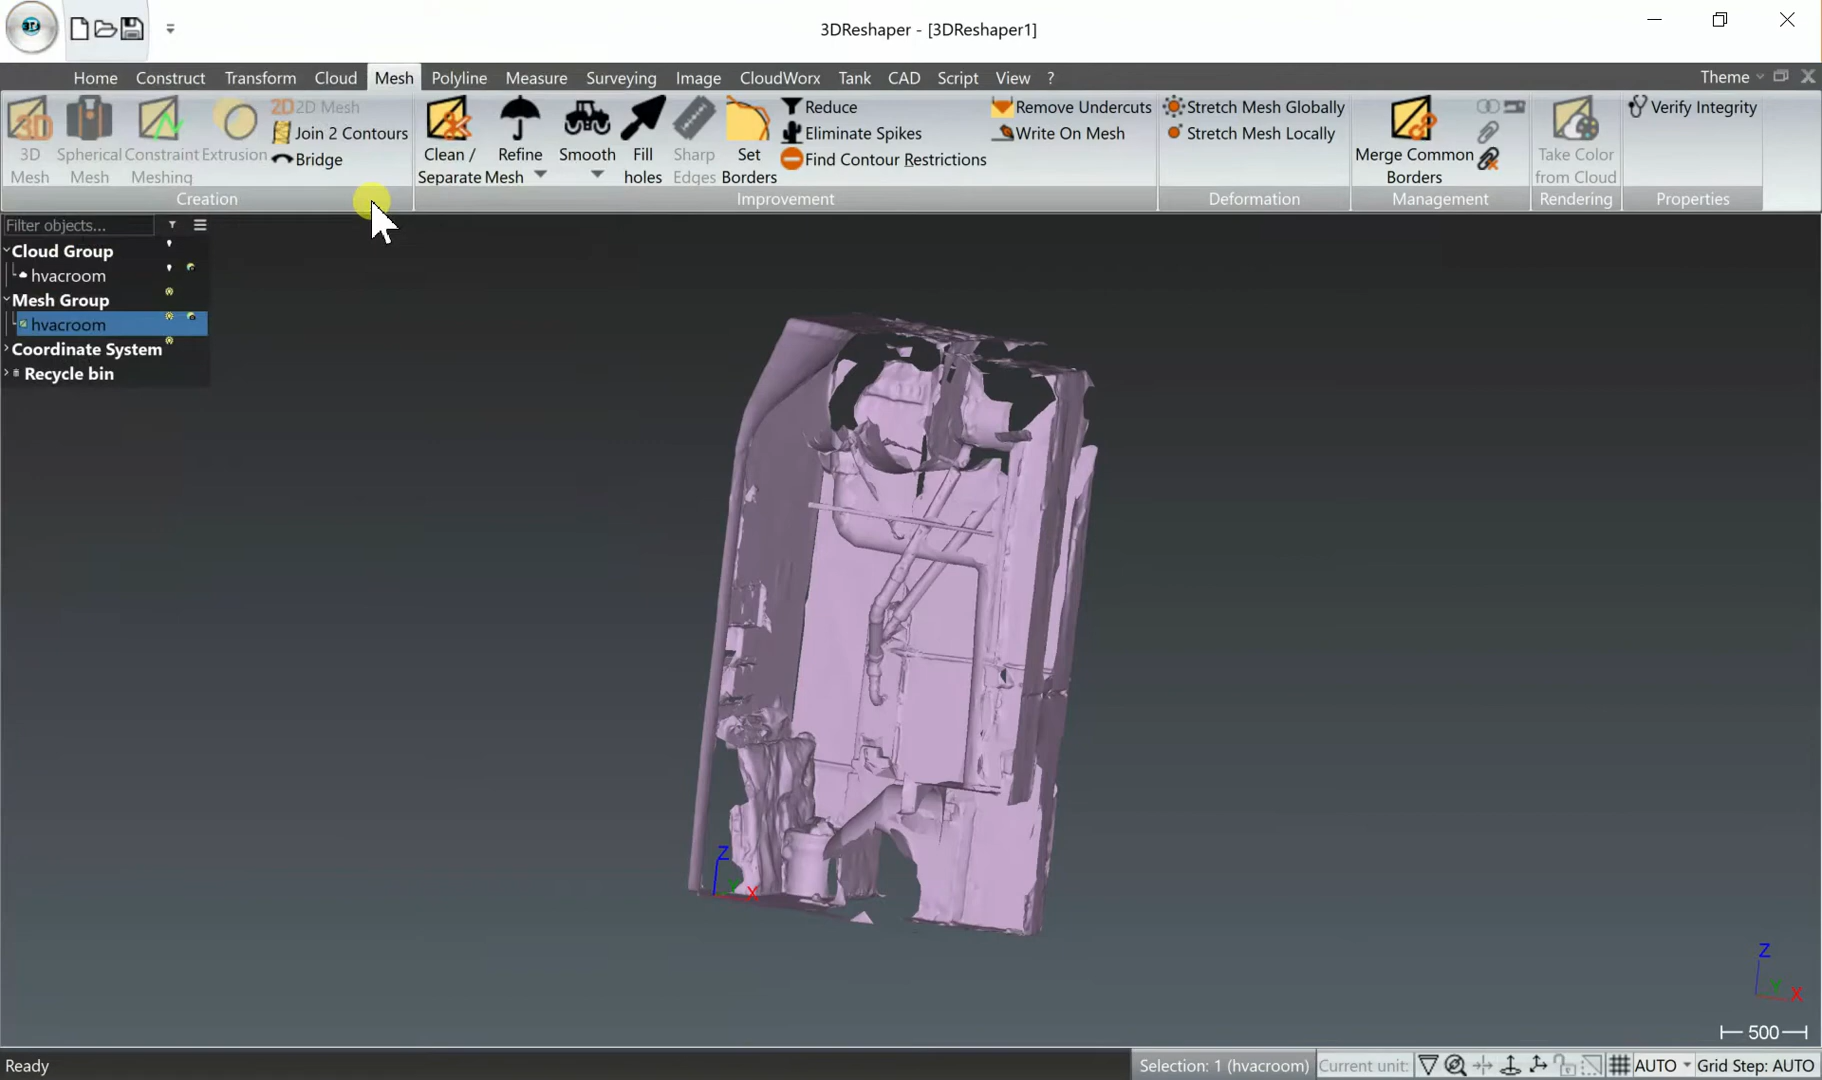 3D
3DReshaper - [3DReshaper1]
Home Construct Transform Cloud Mesh Polyline Measure Surveying Image CloudWorx Tank CAD Script View ?
Theme
3D
Mesh
Spherical
Mesh
Constraint
Meshing
Extrusion
2D 2D Mesh
Join 2 Contours
Bridge
Creation
Clean /
Separate Mesh
Refine
Smooth
Fill
holes
Sharp
Edges
Set
Borders
Reduce
Eliminate Spikes
Find Contour Restrictions
Remove Undercuts
Write On Mesh
Improvement
Stretch Mesh Globally
Stretch Mesh Locally
Deformation
Merge Common
Borders
Management
Take Color
from Cloud
Rendering
Verify Integrity
Properties
Filter objects...
Cloud Group
hvacroom
Mesh Group
hvacroom
Coordinate System
Recycle bin
Z
Y
X
Z
Y
X
500
Ready
Selection: 1 (hvacroom)
Current unit:
AUTO
Grid Step: AUTO